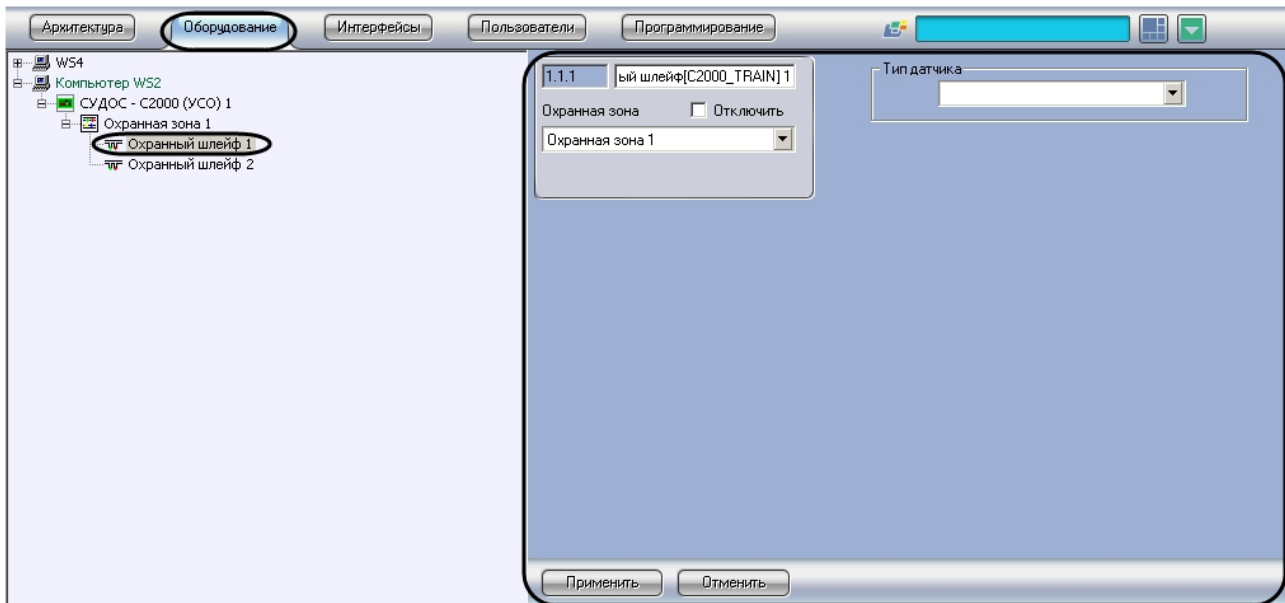 Архитектура Оборудование Интерфейсы Пользователи Программирование
WS4
Компьютер WS2
СУДОС - С2000 (УСО) 1
Охранная зона 1
Охранный шлейф 1
Охранный шлейф 2
1.1.1 ый шлейф[C2000_TRAIN] 1
Охранная зона Отключить
Охранная зона 1
Тип датчика
Применить Отменить